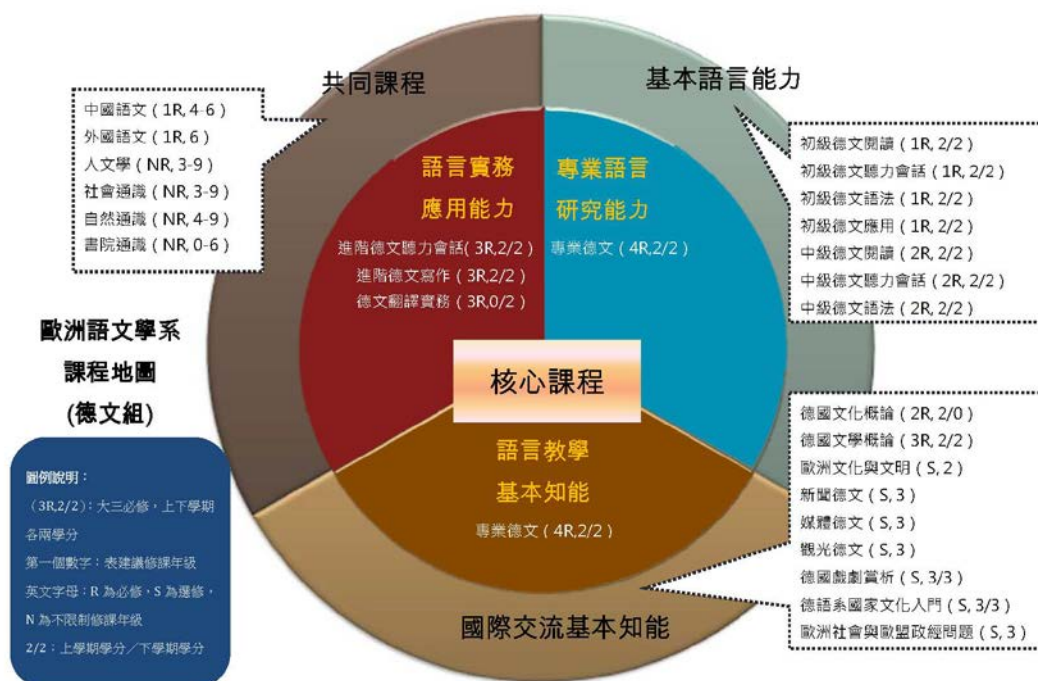 共同課程
中國語文（1R, 4-6）
外國語文（1R, 6）
人文學（NR, 3-9）
社會通識（NR, 3-9）
自然通識（NR, 4-9）
書院通識（NR, 0-6）
基本語言能力
初級德文閱讀（1R, 2/2）
初級德文聽力會話（1R, 2/2）
初級德文語法（1R, 2/2）
初級德文應用（1R, 2/2）
中級德文閱讀（2R, 2/2）
中級德文聽力會話（2R, 2/2）
中級德文語法（2R, 2/2）
語言實務
應用能力
進階德文聽力會話（3R,2/2）
進階德文寫作（3R,2/2）
德文翻譯實務（3R,0/2）
專業語言
研究能力
專業德文（4R,2/2）
核心課程
語言教學
基本知能
專業德文（4R,2/2）
國際交流基本知能
德國文化概論（2R, 2/0）
德國文學概論（3R, 2/2）
歐洲文化與文明（S, 2）
新聞德文（S, 3）
媒體德文（S, 3）
觀光德文（S, 3）
德國戲劇賞析（S, 3/3）
德語系國家文化入門（S, 3/3）
歐洲社會與歐盟政經問題（S, 3）
歐洲語文學系
課程地圖
(德文組)
圖例說明：
（3R,2/2）：大三必修，上下學期
各兩學分
第一個數字：表建議修課年級
英文字母：R 為必修，S 為選修，
N 為不限制修課年級
2/2：上學期學分／下學期學分